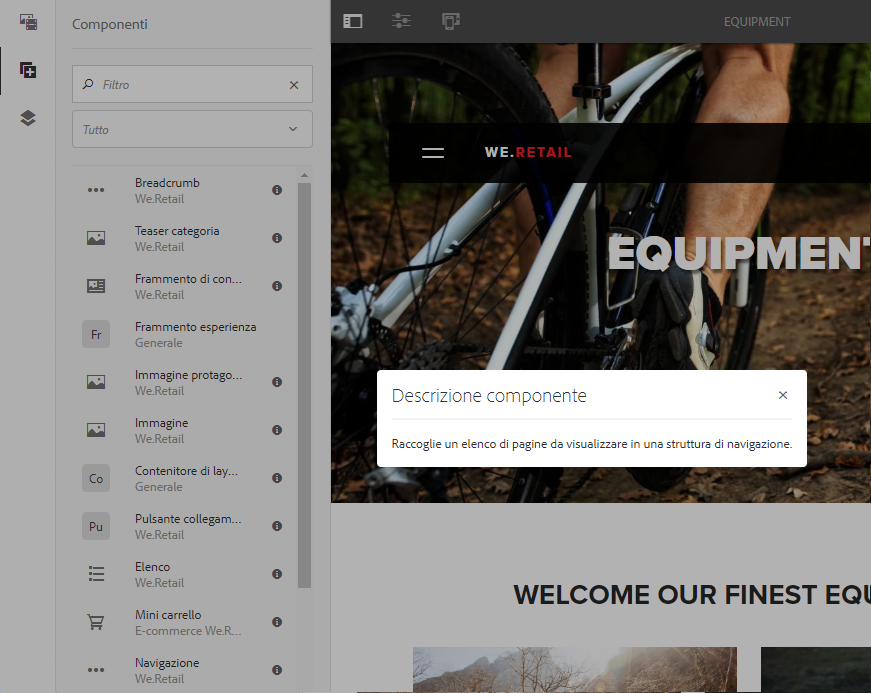 Componenti
Filtro
Tutto
Breadcrumb
We.Retail
Teaser categoria
We.Retail
Frammento di con...
We.Retail
Fr
Frammento esperienza
Generale
Immagine protago...
We.Retail
Immagine
We.Retail
Co
Contenitore di lay...
Generale
Pu
Pulsante collegam...
We.Retail
Elenco
We.Retail
Mini carrello
E-commerce We.R...
Navigazione
We.Retail
EQUIPMENT
WE.RETAIL
EQUIPMENT
Descrizione componente
Raccoglie un elenco di pagine da visualizzare in una struttura di navigazione.
WELCOME OUR FINEST EQU